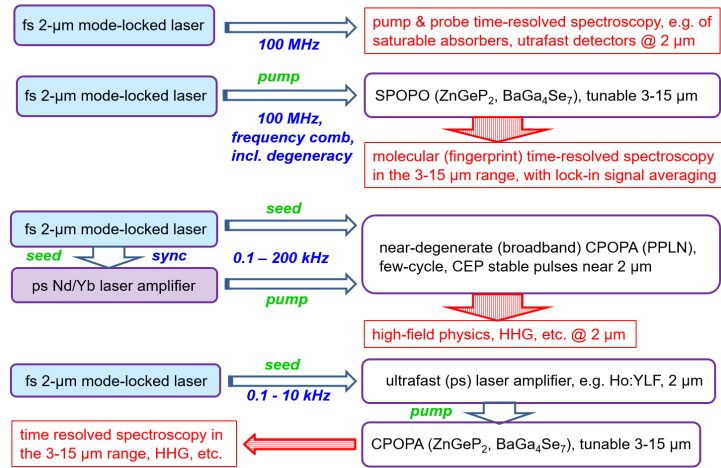 fs 2-µm mode-locked laser
100 MHz
pump & probe time-resolved spectroscopy, e.g. of
saturable absorbers, utrafast detectors @ 2 µm
fs 2-µm mode-locked laser
pump
100 MHz,
frequency comb,
incl. degeneracy
SPOPO (ZnGeP₂, BaGa₄Se₇), tunable 3-15 µm
molecular (fingerprint) time-resolved spectroscopy
in the 3-15 µm range, with lock-in signal averaging
fs 2-µm mode-locked laser
seed
seed
sync
0.1 – 200 kHz
ps Nd/Yb laser amplifier
pump
near-degenerate (broadband) CPOPA (PPLN),
few-cycle, CEP stable pulses near 2 µm
high-field physics, HHG, etc. @ 2 µm
fs 2-µm mode-locked laser
seed
0.1 - 10 kHz
ultrafast (ps) laser amplifier, e.g. Ho:YLF, 2 µm
pump
CPOPA (ZnGeP₂, BaGa₄Se₇), tunable 3-15 µm
time resolved spectroscopy in
the 3-15 µm range, HHG, etc.